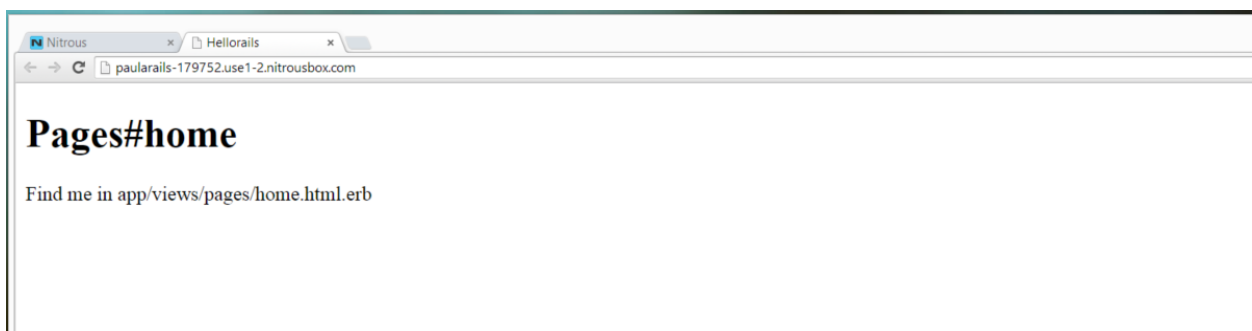 Nitrous
Hellorails
paularails-179752.use1-2.nitrousbox.com
Pages#home
Find me in app/views/pages/home.html.erb